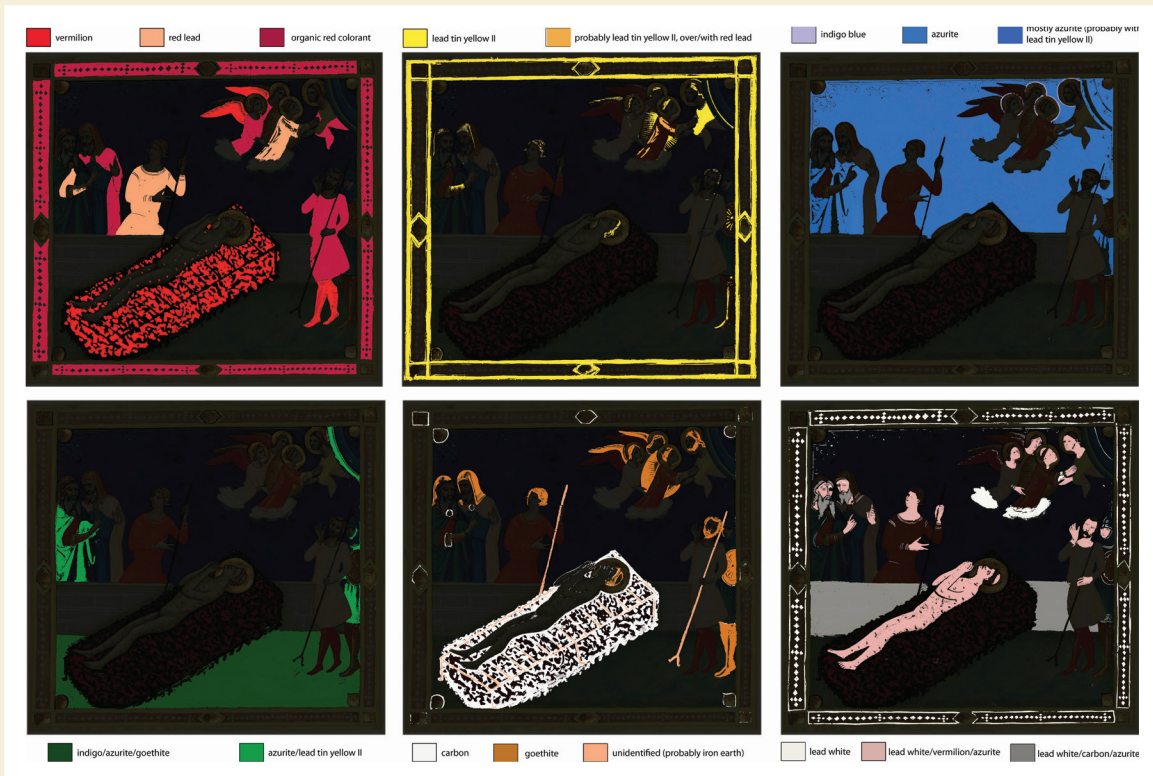 vermilion
red lead
organic red colorant
lead tin yellow II
probably lead tin yellow II, over/with red lead
indigo blue
azurite
mostly azurite (probably with
lead tin yellow II)
indigo/azurite/goethite
azurite/lead tin yellow II
carbon
goethite
unidentified (probably iron earth)
lead white
lead white/vermilion/azurite
lead white/carbon/azurite